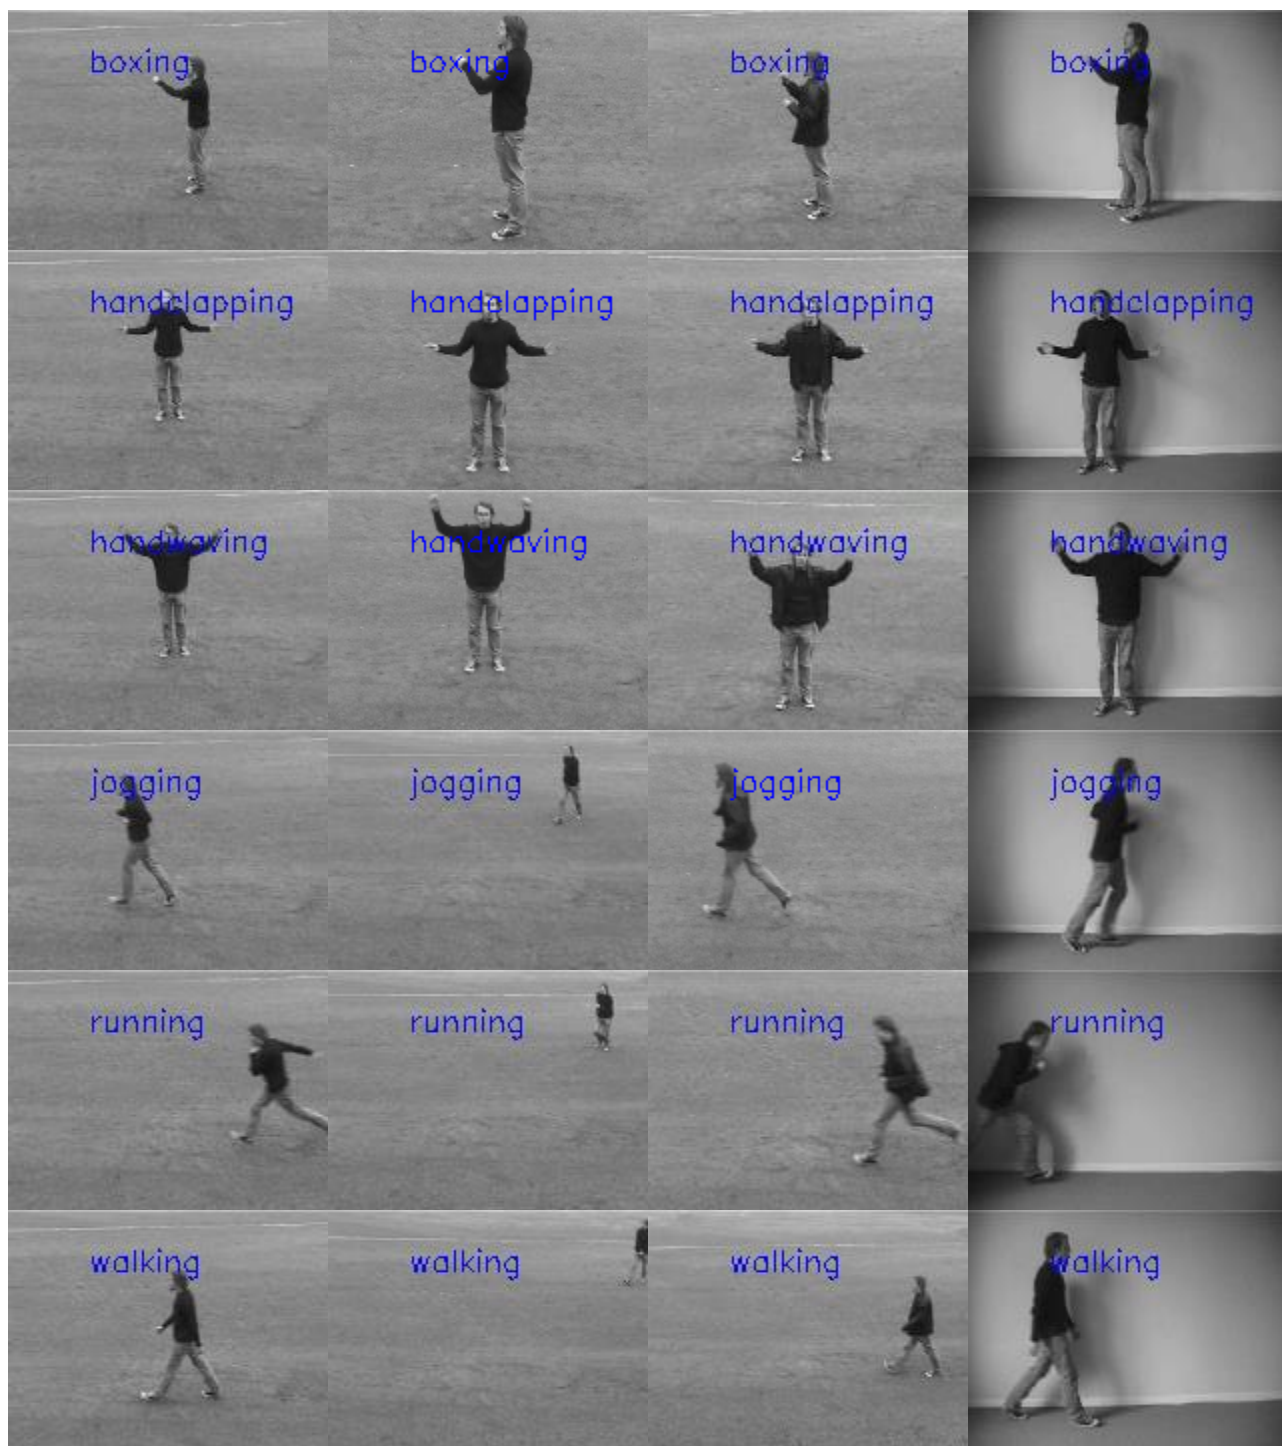 boxing boxing boxing boxing
handclapping handclapping handclapping handclapping
handwaving handwaving handwaving handwaving
jogging jogging jogging jogging
running running running running
walking walking walking walking